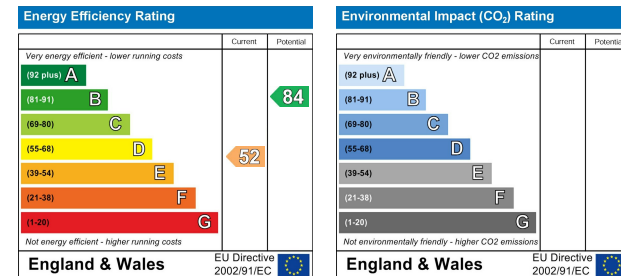 Energy Efficiency Rating
Current Potential
Very energy efficient - lower running costs
(92 plus) A
(81-91) B
84
(69-80) C
(55-68) D
52
(39-54) E
(21-38) F
(1-20) G
Not energy efficient - higher running costs
England & Wales
EU Directive
2002/91/EC
Environmental Impact (CO₂) Rating
Current Potentia
Very environmentally friendly - lower CO2 emissions
(92 plus) A
(81-91) B
(69-80) C
(55-68) D
(39-54) E
(21-38) F
(1-20) G
Not environmentally friendly - higher CO2 emissions
England & Wales
EU Directive
2002/91/EC